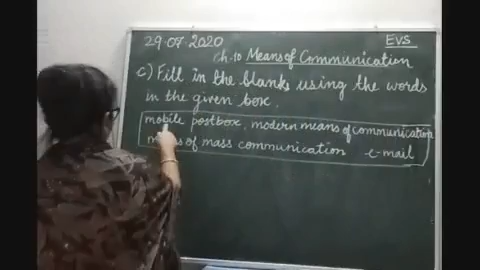 29.07.2020 EVS
Ch.10 Means of Communication
C) Fill in the blanks using the words
in the given box.
mobile postbox, modern means of communication
means of mass communication e-mail